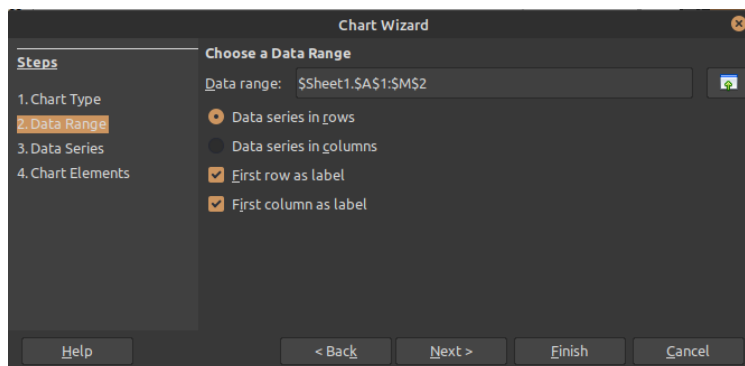 Chart Wizard
Steps
1. Chart Type
2. Data Range
3. Data Series
4. Chart Elements
Choose a Data Range
Data range: $Sheet1.$A$1:$M$2
Data series in rows
Data series in columns
First row as label
First column as label
Help
< Back
Next >
Finish
Cancel